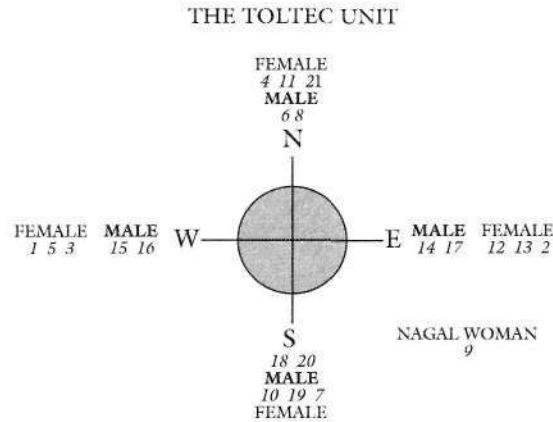 THE TOLTEC UNIT
FEMALE
4 11 21
MALE
6 8
N
FEMALE MALE W E MALE FEMALE
1 5 3 15 16 14 17 12 13 2
S
NAGAL WOMAN
9
18 20
MALE
10 19 7
FEMALE